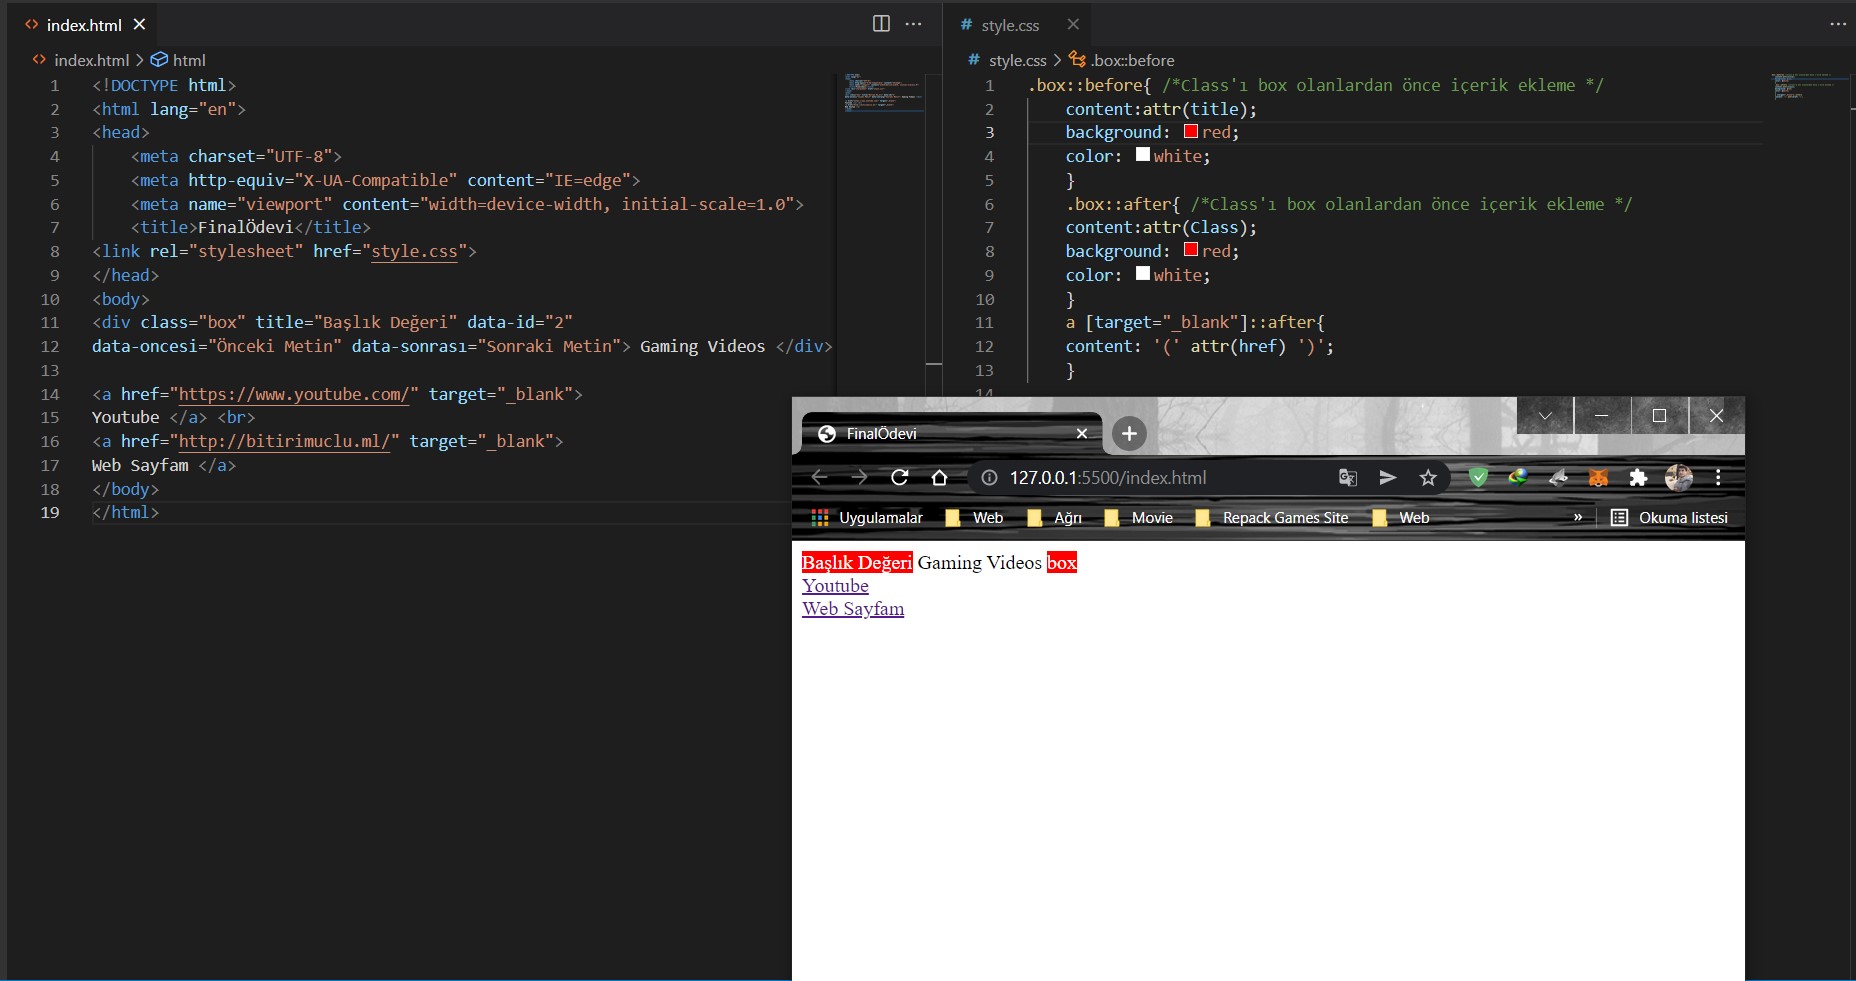 index.html
index.html > html
1 <!DOCTYPE html>
2 <html lang="en">
3 <head>
4 <meta charset="UTF-8">
5 <meta http-equiv="X-UA-Compatible" content="IE=edge">
6 <meta name="viewport" content="width=device-width, initial-scale=1.0">
7 <title>FinalÖdevi</title>
8 <link rel="stylesheet" href="style.css">
9 </head>
10 <body>
11 <div class="box" title="Başlık Değeri" data-id="2"
12 data-oncesi="Önceki Metin" data-sonrası="Sonraki Metin"> Gaming Videos </div>
13
14 <a href="https://www.youtube.com/" target="_blank">
15 Youtube </a> <br>
16 <a href="http://bitirimuclu.ml/" target="_blank">
17 Web Sayfam </a>
18 </body>
19 </html>
# style.css
# style.css > .box::before
1 .box::before{ /*Class'ı box olanlardan önce içerik ekleme */
2 content:attr(title);
3 background: red;
4 color: white;
5 }
6 .box::after{ /*Class'ı box olanlardan önce içerik ekleme */
7 content:attr(Class);
8 background: red;
9 color: white;
10 }
11 a [target="_blank"]::after{
12 content: '(' attr(href) ')';
13 }
14
FinalÖdevi
127.0.0.1:5500/index.html
Uygulamalar Web Ağrı Movie Repack Games Site Web » Okuma listesi
Başlık Değeri Gaming Videos box
Youtube
Web Sayfam